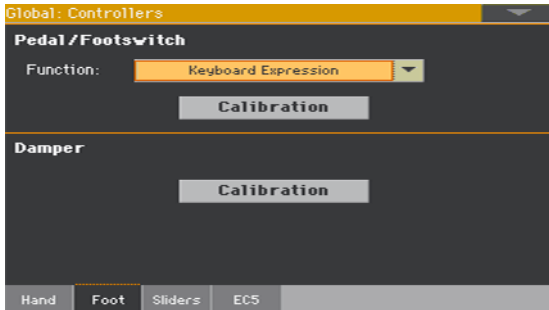 Global: Controllers
Pedal/Footswitch
Function: Keyboard Expression
Calibration
Damper
Calibration
Hand Foot Sliders EC5